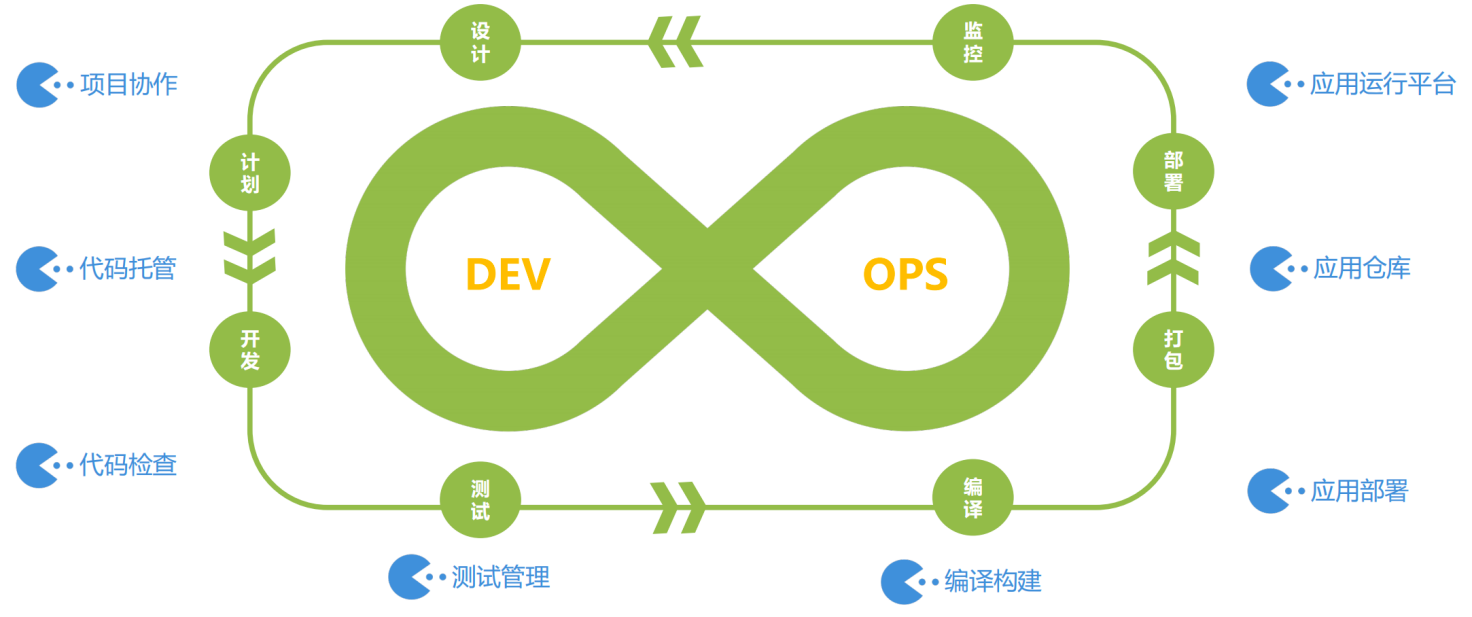 设
计
监
控
项目协作
应用运行平台
计
划
部
署
代码托管
DEV
OPS
应用仓库
开
发
打
包
代码检查
测
试
编
译
应用部署
测试管理
编译构建